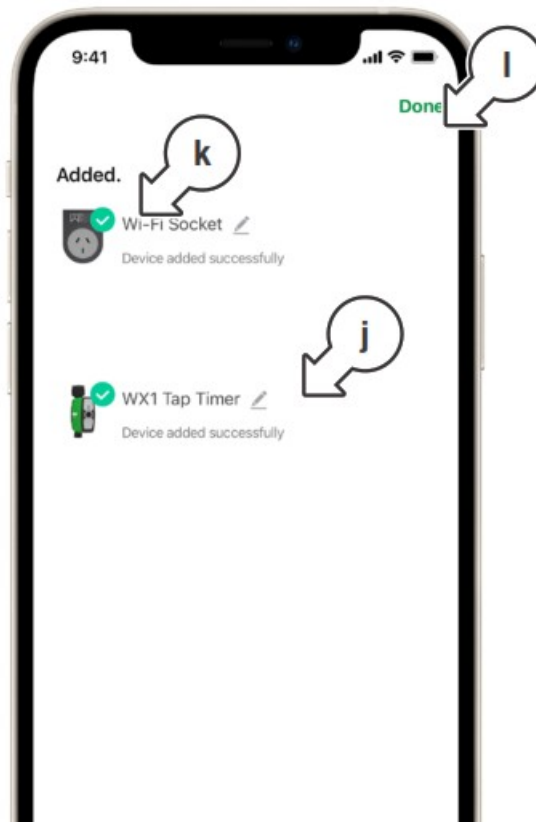 9:41
l
Done
k
Added.
Wi-Fi Socket
Device added successfully
j
WX1 Tap Timer
Device added successfully